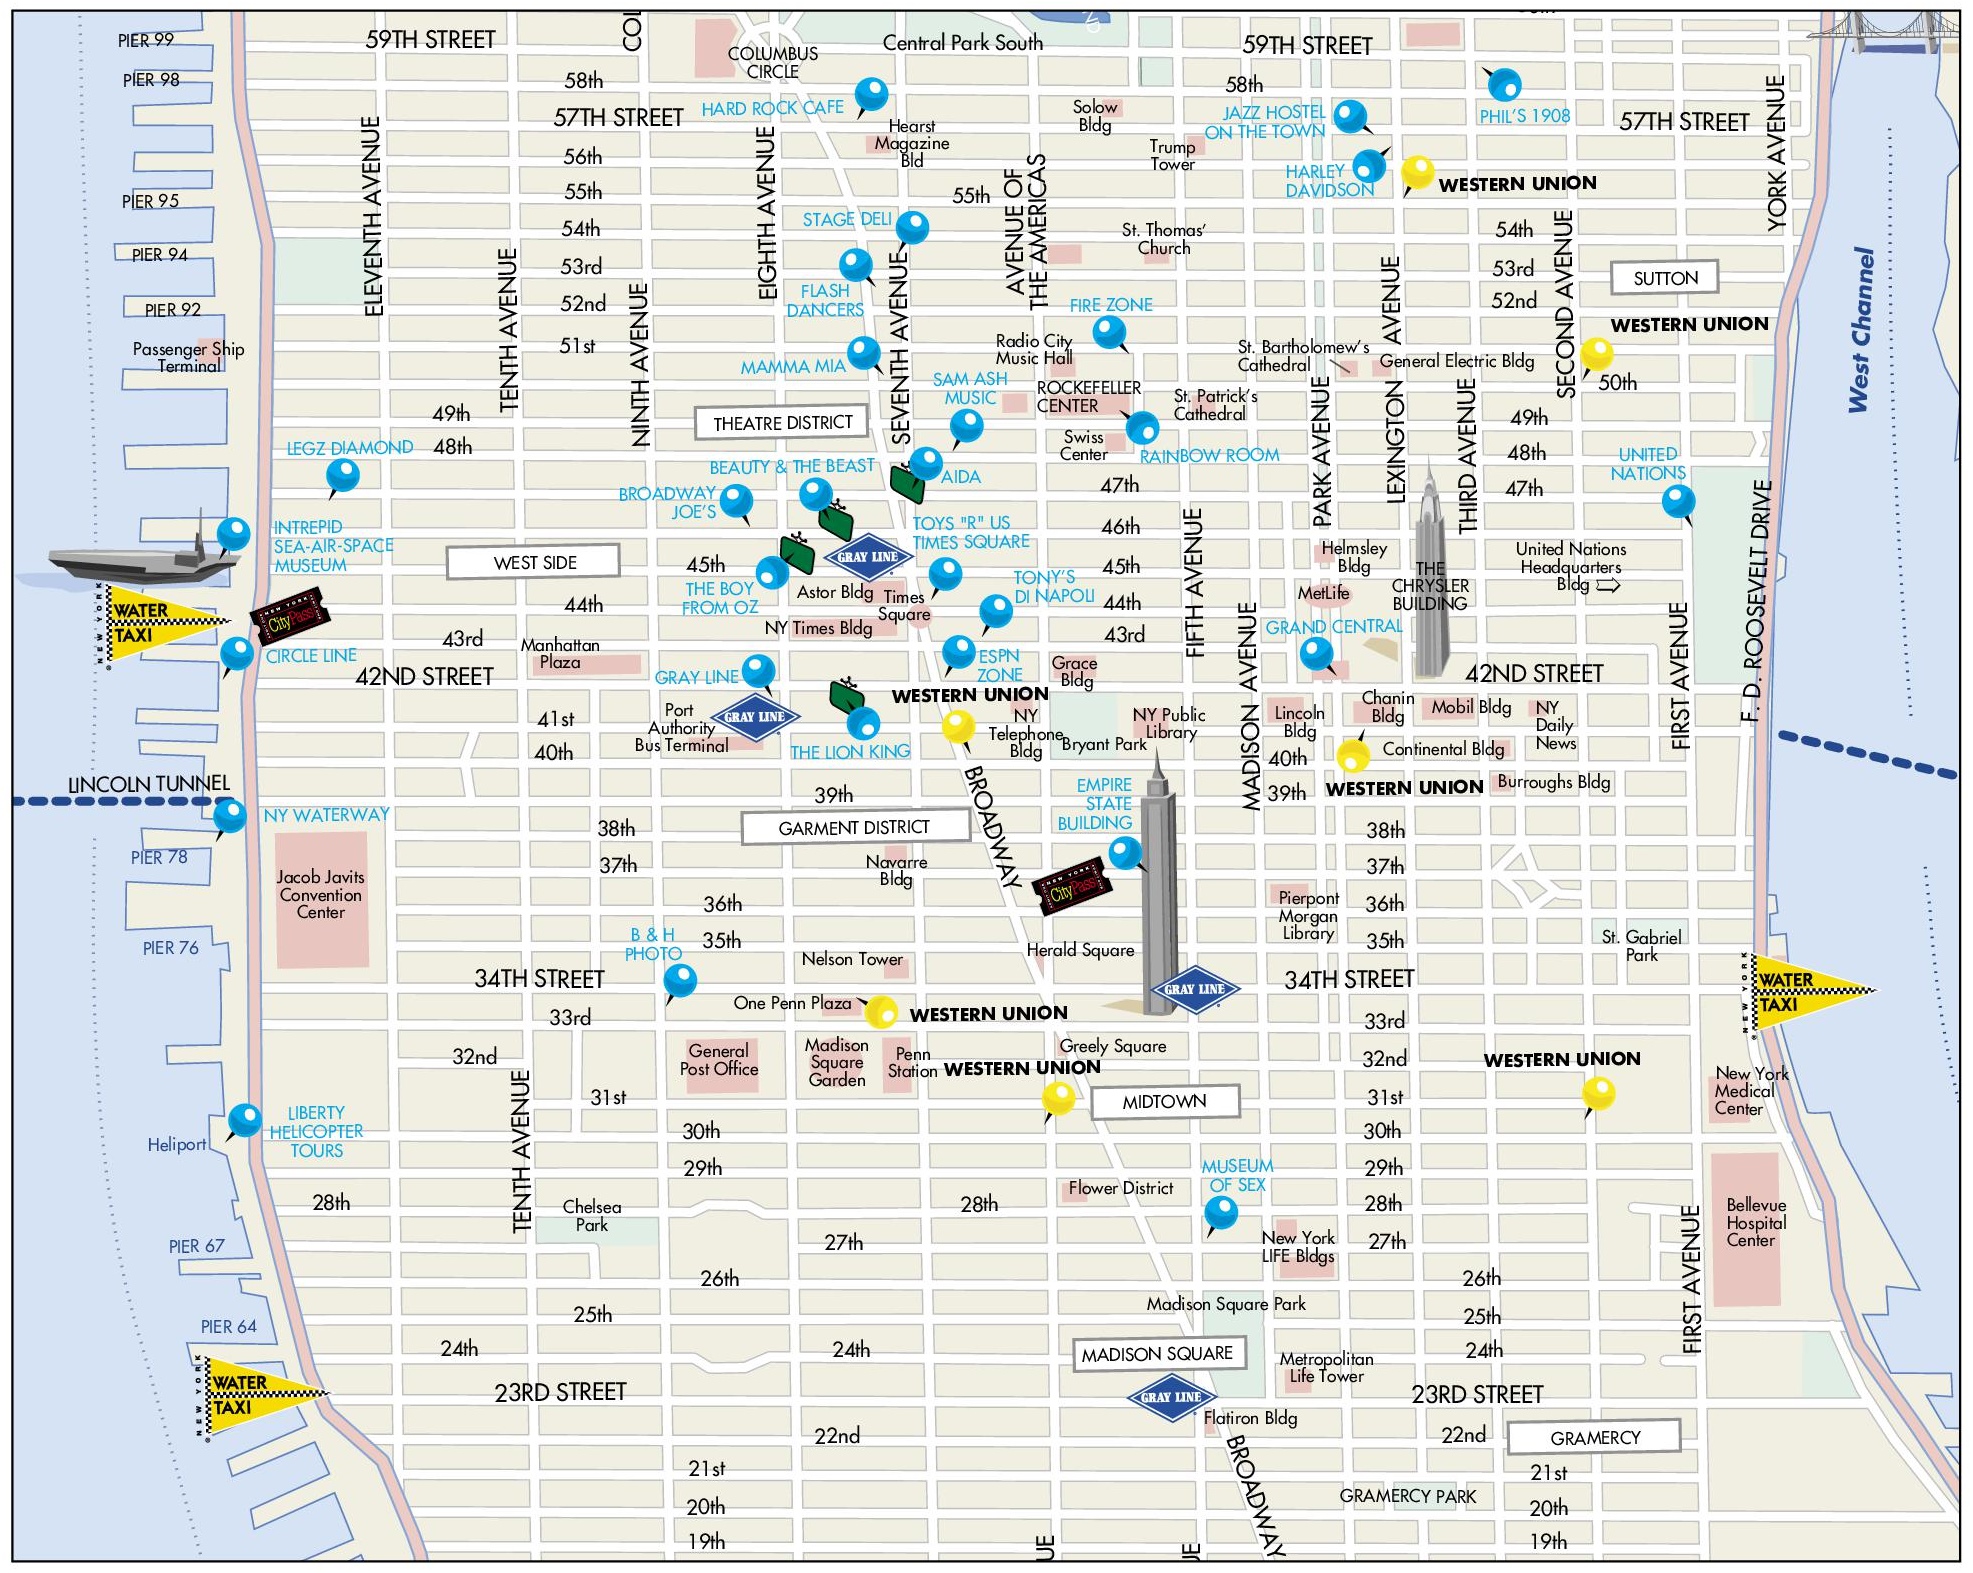 PIER 99
59TH STREET
COL
COLUMBUS
CIRCLE
Central Park South
59TH STREET
PIER 98
58th
58th
HARD ROCK CAFE
57TH STREET
Solow
Bldg
JAZZ HOSTEL
ON THE TOWN
PHIL'S 1908
57TH STREET
YORK AVENUE
ELEVENTH AVENUE
EIGHTH AVENUE
Hearst
Magazine
Bld
Trump
Tower
56th
HARLEY
DAVIDSON
WESTERN UNION
PIER 95
55th
55th
AVENUE OF
THE AMERICAS
STAGE DELI
54th
St. Thomas'
Church
54th
PIER 94
TENTH AVENUE
53rd
SEVENTH AVENUE
LEXINGTON AVENUE
53rd
SECOND AVENUE
SUTTON
West Channel
NINTH AVENUE
FLASH
DANCERS
52nd
FIRE ZONE
52nd
PIER 92
WESTERN UNION
Passenger Ship
Terminal
51st
MAMMA MIA
Radio City
Music Hall
St. Bartholomew's
Cathedral
General Electric Bldg
50th
SAM ASH
MUSIC
ROCKEFELLER
CENTER
St. Patrick's
Cathedral
PARK AVENUE
THIRD AVENUE
49th
THEATRE DISTRICT
49th
LEGZ DIAMOND
48th
Swiss
Center
RAINBOW ROOM
48th
UNITED
NATIONS
BEAUTY & THE BEAST
AIDA
47th
47th
BROADWAY
JOE'S
F. D. ROOSEVELT DRIVE
INTREPID
SEA-AIR-SPACE
MUSEUM
TOYS "R" US
TIMES SQUARE
46th
FIFTH AVENUE
WEST SIDE
GRAY LINE
45th
45th
Helmsley
Bldg
THE
CHRYSLER
BUILDING
United Nations
Headquarters
Bldg
THE BOY
FROM OZ
Astor Bldg
Times
Square
TONY'S
DI NAPOLI
MetLife
NEW YORK
WATER
TAXI
NEW YORK
CityPass
44th
44th
NY Times Bldg
MADISON AVENUE
GRAND CENTRAL
FIRST AVENUE
43rd
43rd
CIRCLE LINE
Manhattan
Plaza
42ND STREET
GRAY LINE
ESPN
ZONE
Grace
Bldg
42ND STREET
WESTERN UNION
41st
Port
Authority
Bus Terminal
GRAY LINE
NY
Telephone
Bldg
NY Public
Library
Lincoln
Bldg
Chanin
Bldg
Mobil Bldg
NY
Daily
News
40th
THE LION KING
Bryant Park
40th
Continental Bldg
LINCOLN TUNNEL
BROADWAY
EMPIRE
STATE
BUILDING
39th
39th
WESTERN UNION
Burroughs Bldg
NY WATERWAY
38th
GARMENT DISTRICT
38th
PIER 78
37th
Navarre
Bldg
37th
Jacob Javits
Convention
Center
NEW YORK
CityPass
36th
Pierpont
Morgan
Library
36th
PIER 76
B & H
PHOTO
35th
Herald Square
35th
St. Gabriel
Park
Nelson Tower
34TH STREET
GRAY LINE
34TH STREET
NEW YORK
WATER
TAXI
One Penn Plaza
WESTERN UNION
33rd
33rd
32nd
General
Post Office
Madison
Square
Garden
Penn
Station
Greely Square
WESTERN UNION
32nd
WESTERN UNION
TENTH AVENUE
31st
MIDTOWN
31st
New York
Medical
Center
LIBERTY
HELICOPTER
TOURS
Heliport
30th
30th
29th
MUSEUM
OF SEX
29th
28th
Chelsea
Park
28th
Flower District
28th
FIRST AVENUE
Bellevue
Hospital
Center
PIER 67
27th
New York
LIFE Bldgs
27th
26th
26th
25th
Madison Square Park
25th
PIER 64
24th
24th
MADISON SQUARE
Metropolitan
Life Tower
24th
NEW YORK
WATER
TAXI
23RD STREET
GRAY LINE
23RD STREET
22nd
Flatiron Bldg
22nd
GRAMERCY
BROADWAY
21st
21st
20th
GRAMERCY PARK
20th
19th
UE
UE
19th